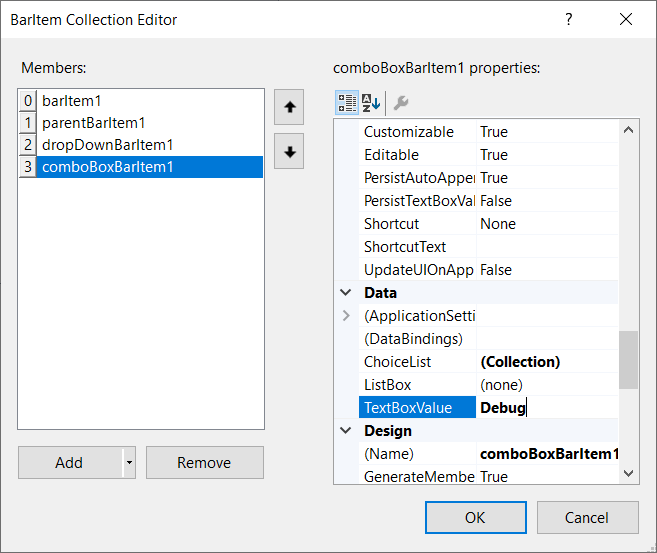 BarItem Collection Editor
Members:
0 barItem1
1 parentBarItem1
2 dropDownBarItem1
3 comboBoxBarItem1
Add
Remove
comboBoxBarItem1 properties:
Customizable True
Editable True
PersistAutoAppen True
PersistTextBoxVal False
Shortcut None
ShortcutText
UpdateUIOnApp False
Data
(ApplicationSetti
(DataBindings)
ChoiceList (Collection)
ListBox (none)
TextBoxValue Debug
Design
(Name) comboBoxBarItem1
GenerateMembe True
OK
Cancel